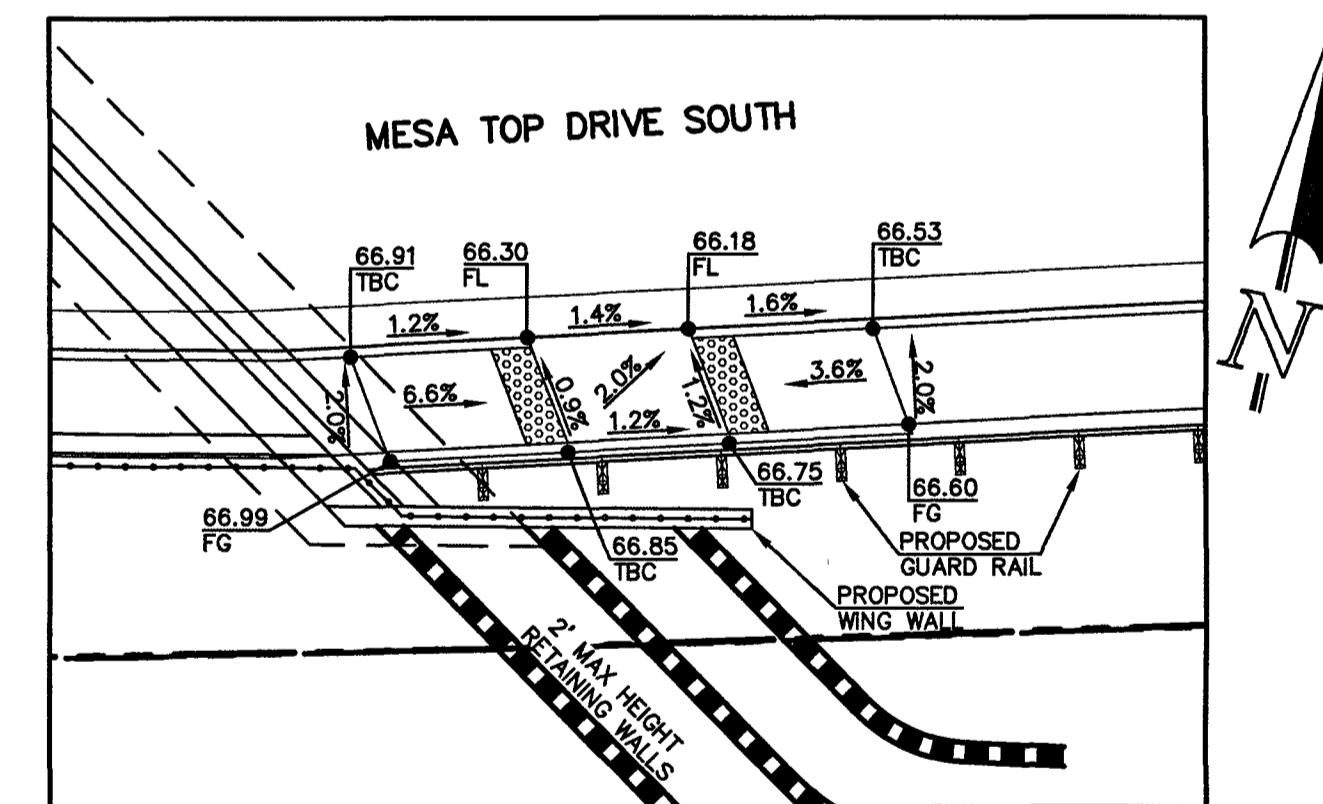 MESA TOP DRIVE SOUTH
66.91
TBC
66.30
FL
66.18
FL
66.53
TBC
1.2%
1.4%
1.6%
N
2.0%
6.6%
0.9%
2.0%
1.2%
1.2%
3.6%
2.0%
66.99
FG
66.85
TBC
66.75
TBC
66.60
FG
PROPOSED
GUARD RAIL
PROPOSED
WING WALL
2' MAX HEIGHT
RETAINING WALLS